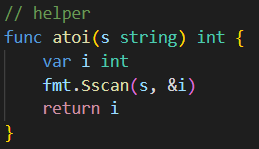 // helper
func atoi(s string) int {
    var i int
    fmt.Sscan(s, &i)
    return i
}